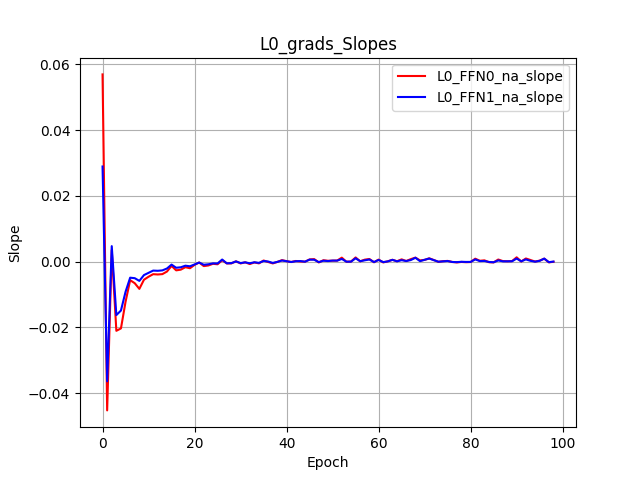 L0_grads_Slopes
L0_FFN0_na_slope
L0_FFN1_na_slope
Slope
0.06
0.04
0.02
0.00
−0.02
−0.04
0 20 40 60 80 100
Epoch